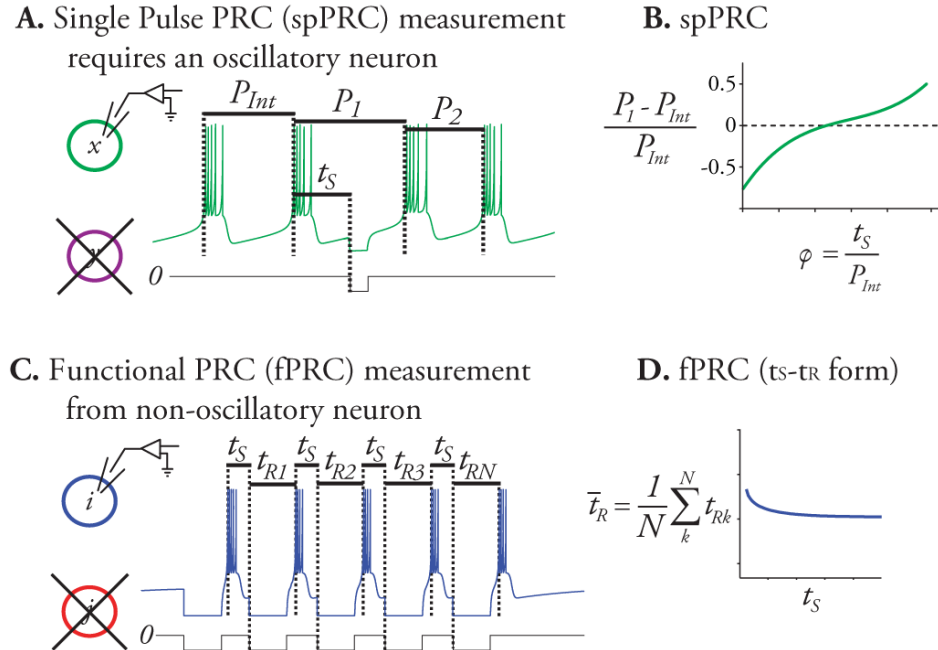 A. Single Pulse PRC (spPRC) measurement
requires an oscillatory neuron
x
y
0
P_Int P_1 P_2
t_S
B. spPRC
(P_1 - P_Int) / P_Int
0.5
0
-0.5
φ = t_S / P_Int
C. Functional PRC (fPRC) measurement
from non-oscillatory neuron
i
j
0
t_S t_R1 t_S t_R2 t_S t_R3 t_S t_RN
D. fPRC (ts-tR form)
t̅_R = 1/N ∑_k^N t_Rk
t_S